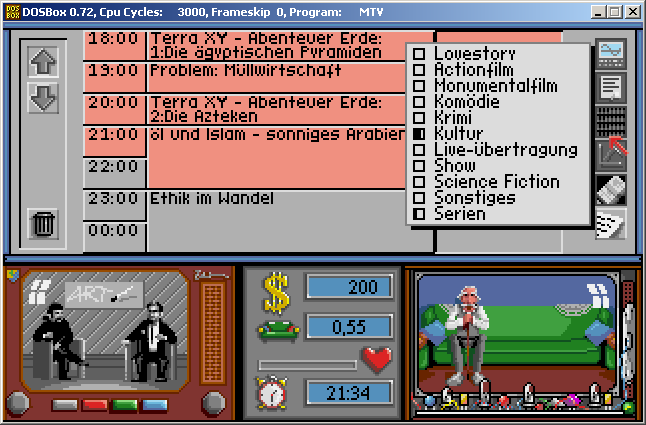 DOSBox 0.72, Cpu Cycles: 3000, Frameskip 0, Program: MTV
18:00 Terra XY - Abenteuer Erde:
1:Die ägyptischen Pyramiden
19:00 Problem: Müllwirtschaft
20:00 Terra XY - Abenteuer Erde:
2:Die Azteken
21:00 öl und Islam - sonniges Arabien
22:00
23:00 Ethik im Wandel
00:00
Lovestory
Actionfilm
Monumentalfilm
Komödie
Krimi
Kultur
Live-übertragung
Show
Science Fiction
Sonstiges
Serien
ART
$ 200
0,55
21:34